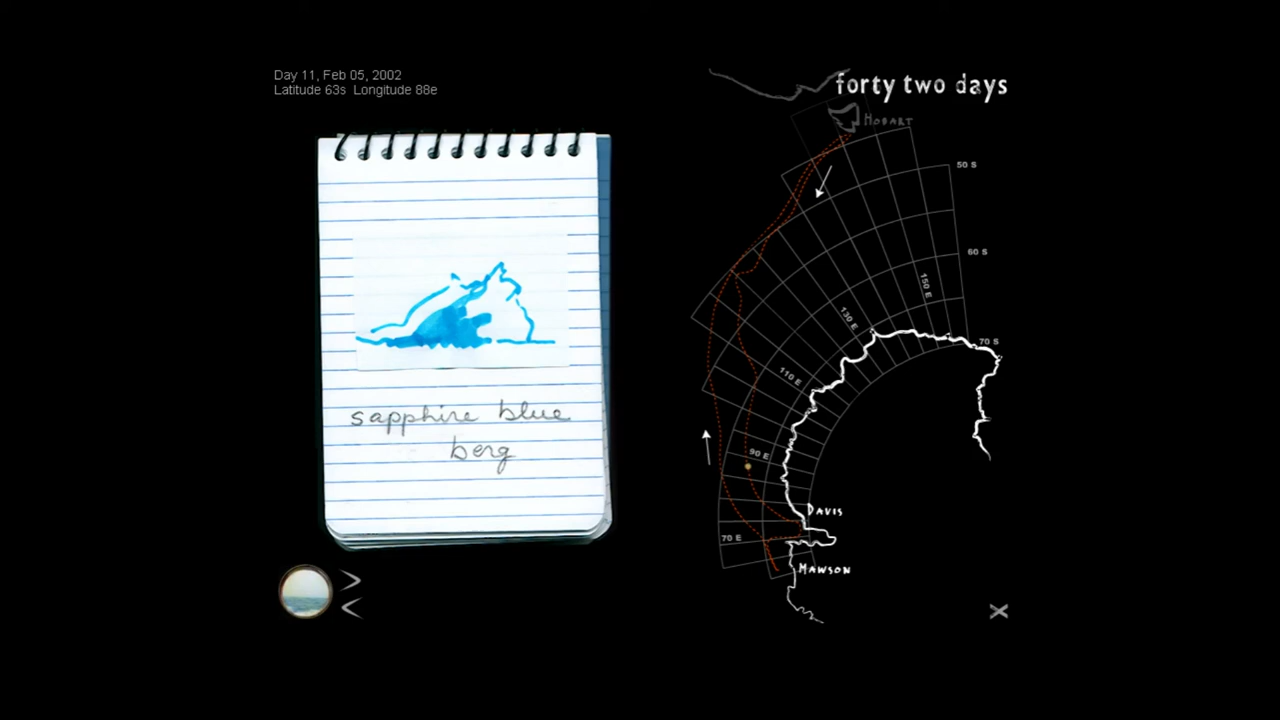 Day 11, Feb 05, 2002
Latitude 63s Longitude 88e
forty two days
HOBART
50 S
60 S
150 E
130 E
70 S
110 E
sapphire blue
berg
90 E
DAVIS
70 E
MAWSON